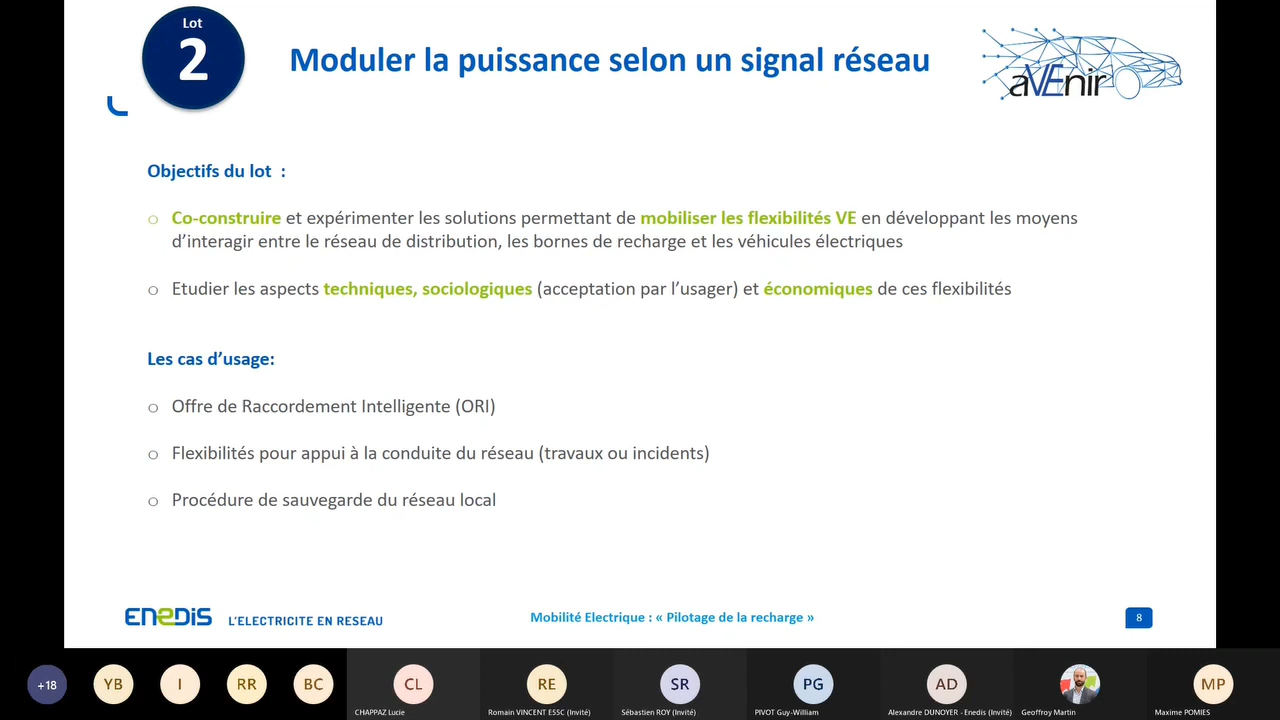 Lot
2
Moduler la puissance selon un signal réseau
aVEnir
Objectifs du lot :
Co-construire et expérimenter les solutions permettant de mobiliser les flexibilités VE en développant les moyens
d’interagir entre le réseau de distribution, les bornes de recharge et les véhicules électriques
Etudier les aspects techniques, sociologiques (acceptation par l’usager) et économiques de ces flexibilités
Les cas d’usage:
Offre de Raccordement Intelligente (ORI)
Flexibilités pour appui à la conduite du réseau (travaux ou incidents)
Procédure de sauvegarde du réseau local
ENEDIS
L'ELECTRICITE EN RESEAU
Mobilité Electrique : « Pilotage de la recharge »
8
+18
YB
I
RR
BC
CL
RE
SR
PG
AD
MP
CHAPPAZ Lucie
Romain VINCENT E5SC (Invité)
Sébastien ROY (Invité)
PIVOT Guy-William
Alexandre DUNOYER - Enedis (Invité)
Geoffroy Martin
Maxime POMIES